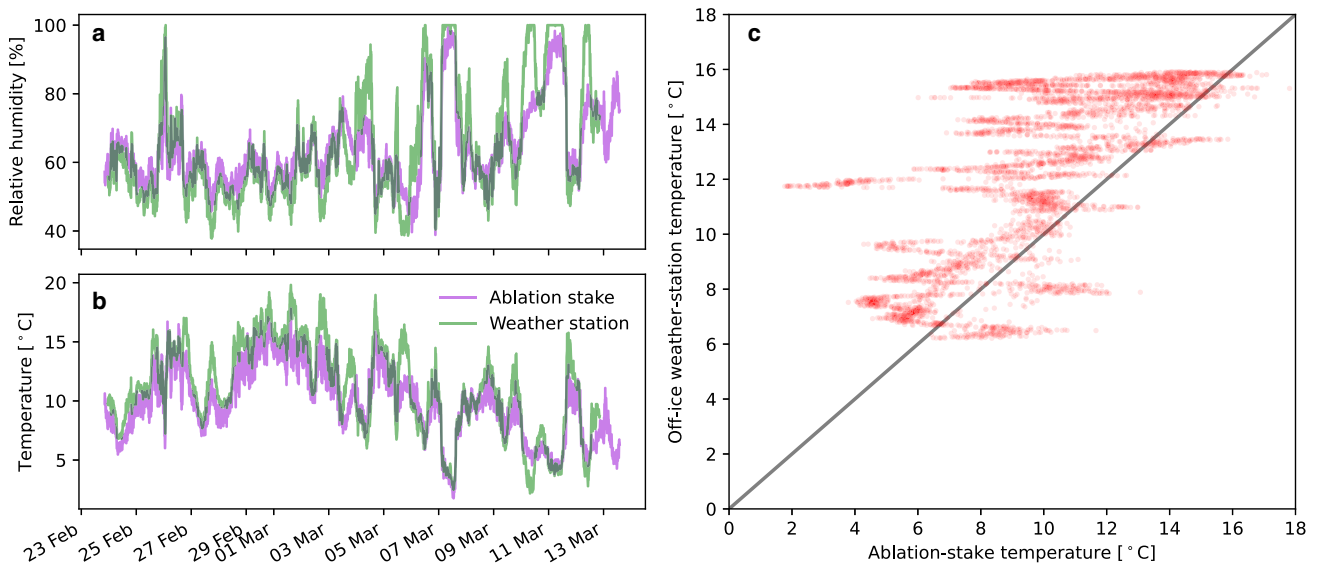 a
Relative humidity [%]
100
80
60
40
b
Temperature [°C]
20
15
10
5
Ablation stake
Weather station
23 Feb
25 Feb
27 Feb
29 Feb
01 Mar
03 Mar
05 Mar
07 Mar
09 Mar
11 Mar
13 Mar
c
Off-ice weather-station temperature [°C]
18
16
14
12
10
8
6
4
2
0
0 2 4 6 8 10 12 14 16 18
Ablation-stake temperature [°C]